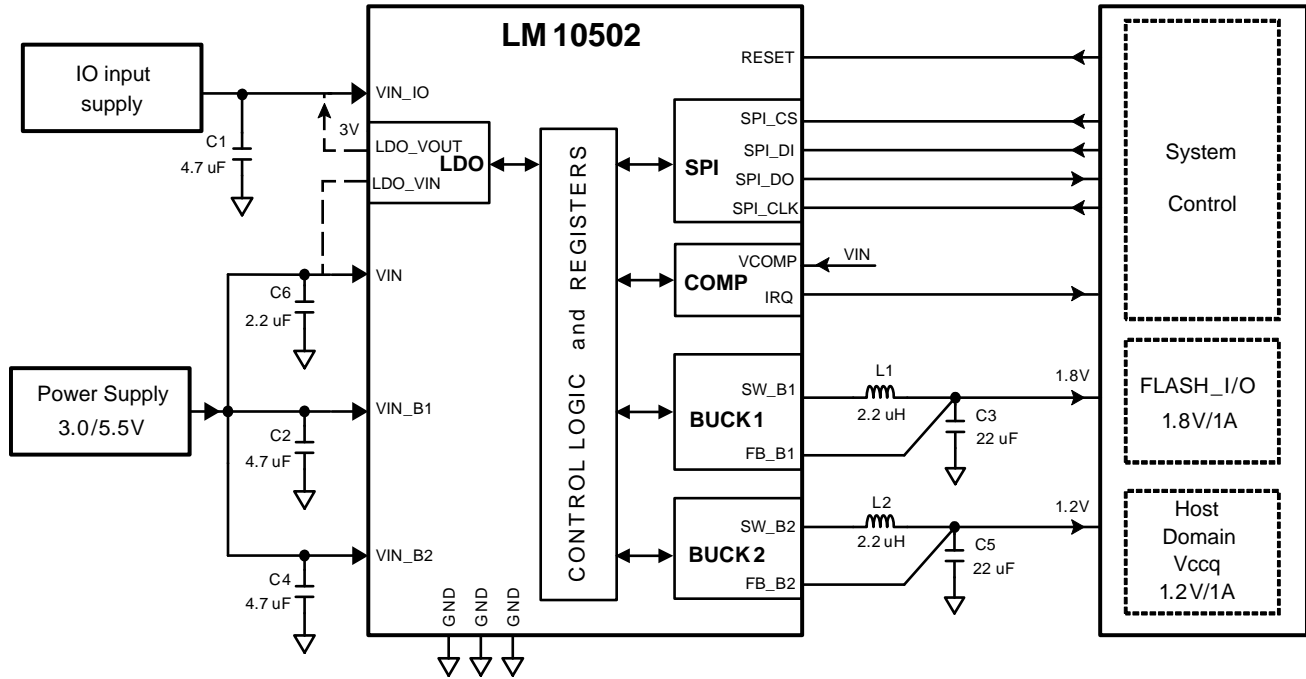 LM10502
IO input
supply
C1
4.7 uF
VIN_IO
3V
LDO_VOUT
LDO
LDO_VIN
C6
2.2 uF
VIN
Power Supply
3.0/5.5V
C2
4.7 uF
VIN_B1
C4
4.7 uF
VIN_B2
GND
GND
GND
CONTROL LOGIC and REGISTERS
RESET
SPI
SPI_CS
SPI_DI
SPI_DO
SPI_CLK
COMP
VCOMP
VIN
IRQ
BUCK1
SW_B1
FB_B1
L1
2.2 uH
C3
22 uF
1.8V
BUCK2
SW_B2
FB_B2
L2
2.2 uH
C5
22 uF
1.2V
System
Control
FLASH_I/O
1.8V/1A
Host
Domain
Vccq
1.2V/1A